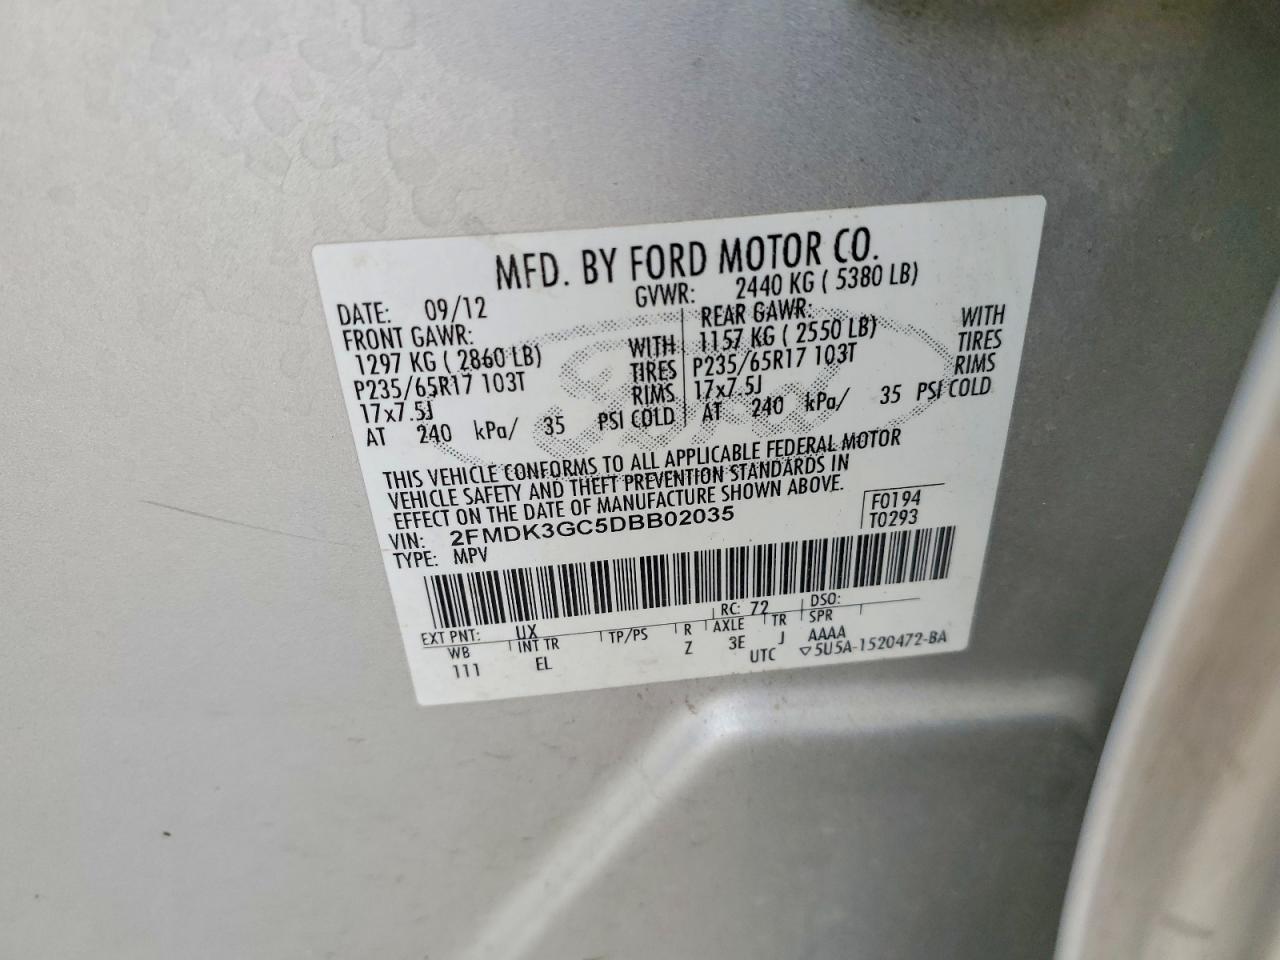 MFD. BY FORD MOTOR CO.
DATE: 09/12 GVWR: 2440 KG ( 5380 LB)
FRONT GAWR: REAR GAWR:
1297 KG ( 2860 LB) WITH 1157 KG ( 2550 LB) WITH
P235/65R17 103T TIRES P235/65R17 103T TIRES
17x7.5J RIMS 17x7.5J RIMS
AT 240 kPa/ 35 PSI COLD AT 240 kPa/ 35 PSI COLD
THIS VEHICLE CONFORMS TO ALL APPLICABLE FEDERAL MOTOR
VEHICLE SAFETY AND THEFT PREVENTION STANDARDS IN
EFFECT ON THE DATE OF MANUFACTURE SHOWN ABOVE.
F0194
VIN: 2FMDK3GC5DBB02035 T0293
TYPE: MPV
EXT PNT: UX RC: 72 DSO:
WB INT TR TP/PS R AXLE TR SPR
111 EL Z 3E J AAAA
UTC ▽5U5A-1520472-BA